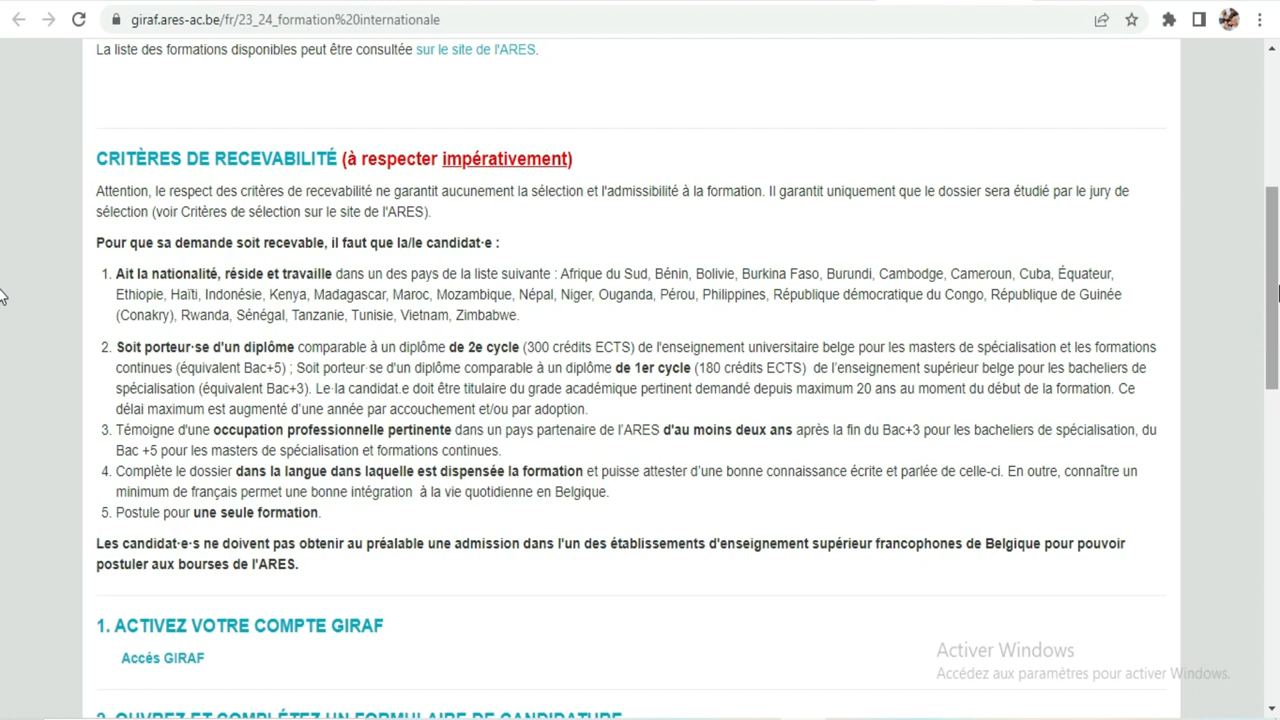 giraf.ares-ac.be/fr/23_24_formation%20internationale
La liste des formations disponibles peut être consultée sur le site de l'ARES.
CRITÈRES DE RECEVABILITÉ (à respecter impérativement)
Attention, le respect des critères de recevabilité ne garantit aucunement la sélection et l'admissibilité à la formation. Il garantit uniquement que le dossier sera étudié par le jury de
sélection (voir Critères de sélection sur le site de l'ARES).
Pour que sa demande soit recevable, il faut que la/le candidat·e :
1. Ait la nationalité, réside et travaille dans un des pays de la liste suivante : Afrique du Sud, Bénin, Bolivie, Burkina Faso, Burundi, Cambodge, Cameroun, Cuba, Équateur,
Ethiopie, Haïti, Indonésie, Kenya, Madagascar, Maroc, Mozambique, Népal, Niger, Ouganda, Pérou, Philippines, République démocratique du Congo, République de Guinée
(Conakry), Rwanda, Sénégal, Tanzanie, Tunisie, Vietnam, Zimbabwe.
2. Soit porteur·se d'un diplôme comparable à un diplôme de 2e cycle (300 crédits ECTS) de l'enseignement universitaire belge pour les masters de spécialisation et les formations
continues (équivalent Bac+5) ; Soit porteur·se d'un diplôme comparable à un diplôme de 1er cycle (180 crédits ECTS) de l'enseignement supérieur belge pour les bacheliers de
spécialisation (équivalent Bac+3). Le·la candidat.e doit être titulaire du grade académique pertinent demandé depuis maximum 20 ans au moment du début de la formation. Ce
délai maximum est augmenté d'une année par accouchement et/ou par adoption.
3. Témoigne d'une occupation professionnelle pertinente dans un pays partenaire de l'ARES d'au moins deux ans après la fin du Bac+3 pour les bacheliers de spécialisation, du
Bac +5 pour les masters de spécialisation et formations continues.
4. Complète le dossier dans la langue dans laquelle est dispensée la formation et puisse attester d'une bonne connaissance écrite et parlée de celle-ci. En outre, connaître un
minimum de français permet une bonne intégration à la vie quotidienne en Belgique.
5. Postule pour une seule formation.
Les candidat·e·s ne doivent pas obtenir au préalable une admission dans l'un des établissements d'enseignement supérieur francophones de Belgique pour pouvoir
postuler aux bourses de l'ARES.
1. ACTIVEZ VOTRE COMPTE GIRAF
Accès GIRAF
Activer Windows
Accédez aux paramètres pour activer Windows.
2. OUVREZ ET COMPLÉTEZ UN FORMULAIRE DE CANDIDATURE